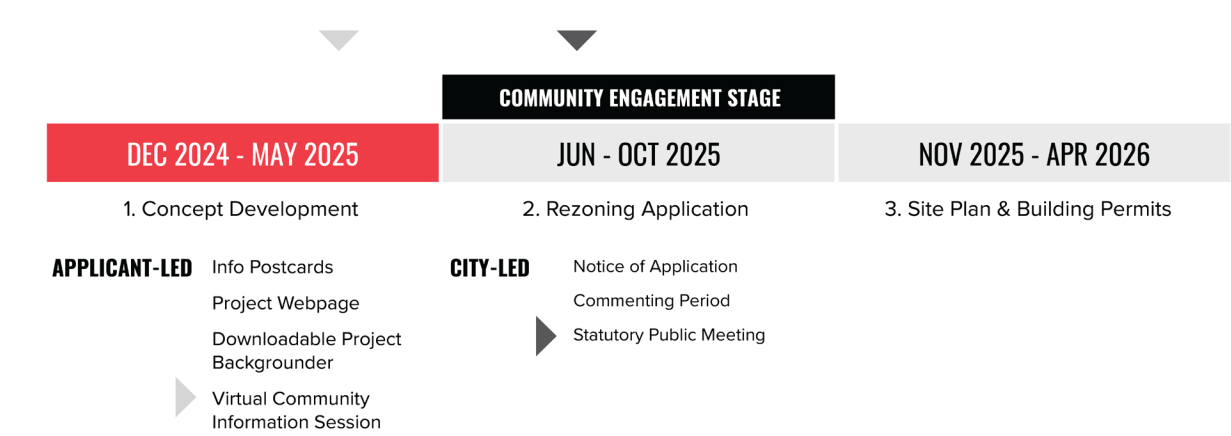 COMMUNITY ENGAGEMENT STAGE
DEC 2024 - MAY 2025
JUN - OCT 2025
NOV 2025 - APR 2026
1. Concept Development
2. Rezoning Application
3. Site Plan & Building Permits
APPLICANT-LED
Info Postcards
Project Webpage
Downloadable Project
Backgrounder
Virtual Community
Information Session
CITY-LED
Notice of Application
Commenting Period
Statutory Public Meeting